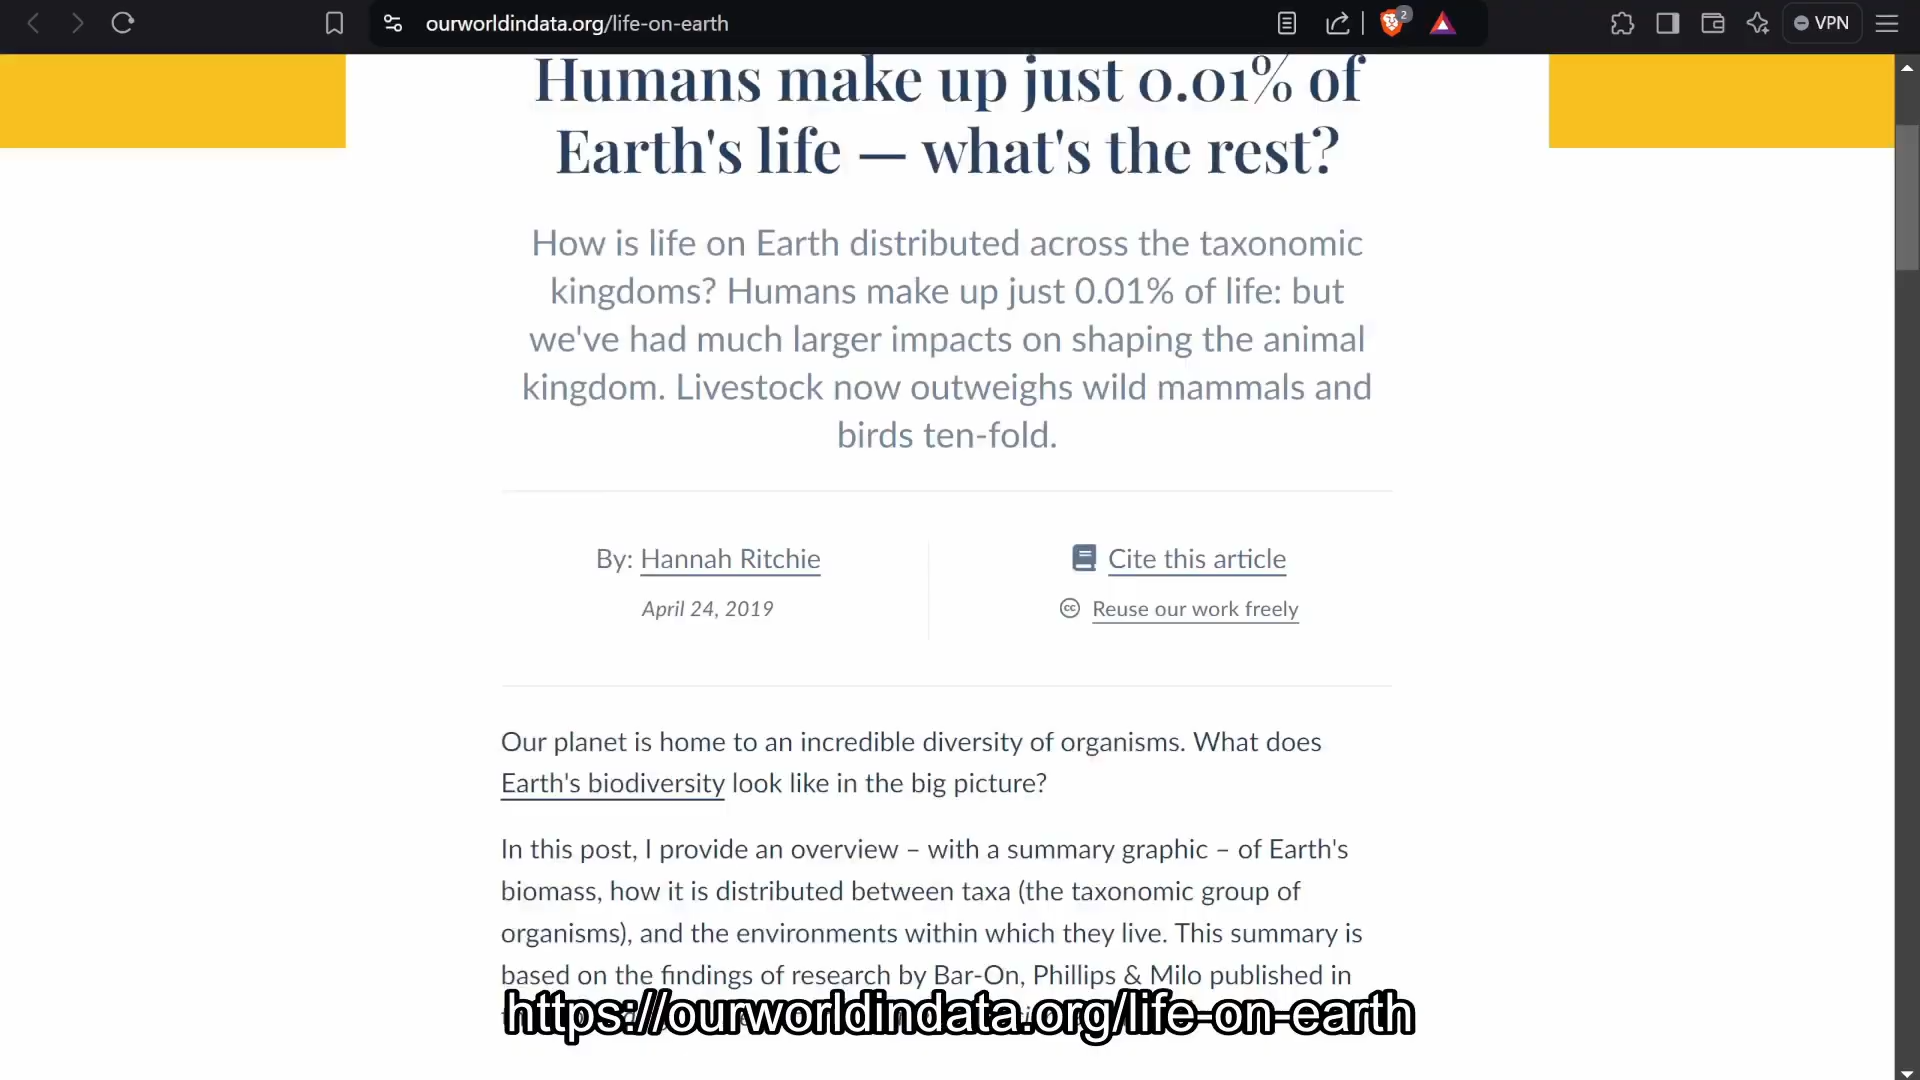 ourworldindata.org/life-on-earth
2
VPN
Humans make up just 0.01% of
Earth's life — what's the rest?
How is life on Earth distributed across the taxonomic
kingdoms? Humans make up just 0.01% of life: but
we've had much larger impacts on shaping the animal
kingdom. Livestock now outweighs wild mammals and
birds ten-fold.
By: Hannah Ritchie
April 24, 2019
Cite this article
cc Reuse our work freely
Our planet is home to an incredible diversity of organisms. What does
Earth's biodiversity look like in the big picture?
In this post, I provide an overview – with a summary graphic – of Earth's
biomass, how it is distributed between taxa (the taxonomic group of
organisms), and the environments within which they live. This summary is
based on the findings of research by Bar-On, Phillips & Milo published in
https://ourworldindata.org/life-on-earth